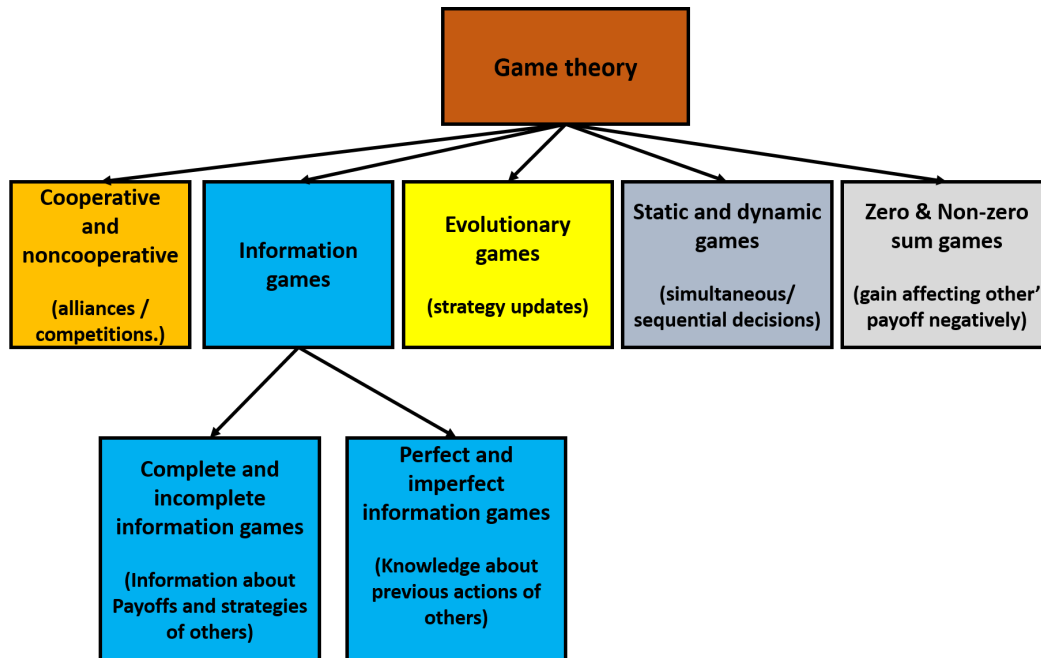 Game theory
Cooperative
and
noncooperative
(alliances /
competitions.)
Information
games
Evolutionary
games
(strategy updates)
Static and dynamic
games
(simultaneous/
sequential decisions)
Zero & Non-zero
sum games
(gain affecting other'
payoff negatively)
Complete and
incomplete
information games
(Information about
Payoffs and strategies
of others)
Perfect and
imperfect
information games
(Knowledge about
previous actions of
others)